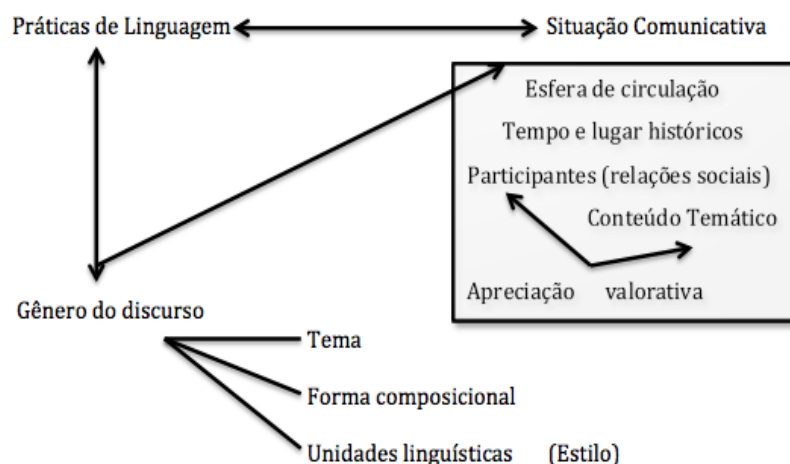 Práticas de Linguagem
Situação Comunicativa
Esfera de circulação
Tempo e lugar históricos
Participantes (relações sociais)
Conteúdo Temático
Apreciação valorativa
Gênero do discurso
Tema
Forma composicional
Unidades linguísticas (Estilo)